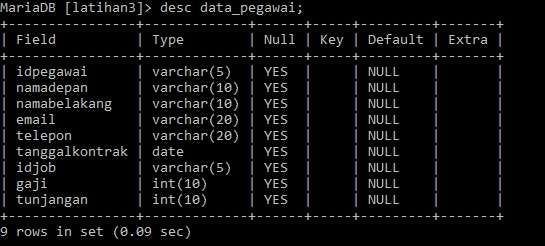 MariaDB [latihan3]> desc data_pegawai;
+----------------+-------------+------+-----+---------+-------+
| Field          | Type        | Null | Key | Default | Extra |
+----------------+-------------+------+-----+---------+-------+
| idpegawai      | varchar(5)  | YES  |     | NULL    |       |
| namadepan      | varchar(10) | YES  |     | NULL    |       |
| namabelakang   | varchar(10) | YES  |     | NULL    |       |
| email          | varchar(20) | YES  |     | NULL    |       |
| telepon        | varchar(20) | YES  |     | NULL    |       |
| tanggalkontrak | date        | YES  |     | NULL    |       |
| idjob          | varchar(5)  | YES  |     | NULL    |       |
| gaji           | int(10)     | YES  |     | NULL    |       |
| tunjangan      | int(10)     | YES  |     | NULL    |       |
+----------------+-------------+------+-----+---------+-------+
9 rows in set (0.09 sec)